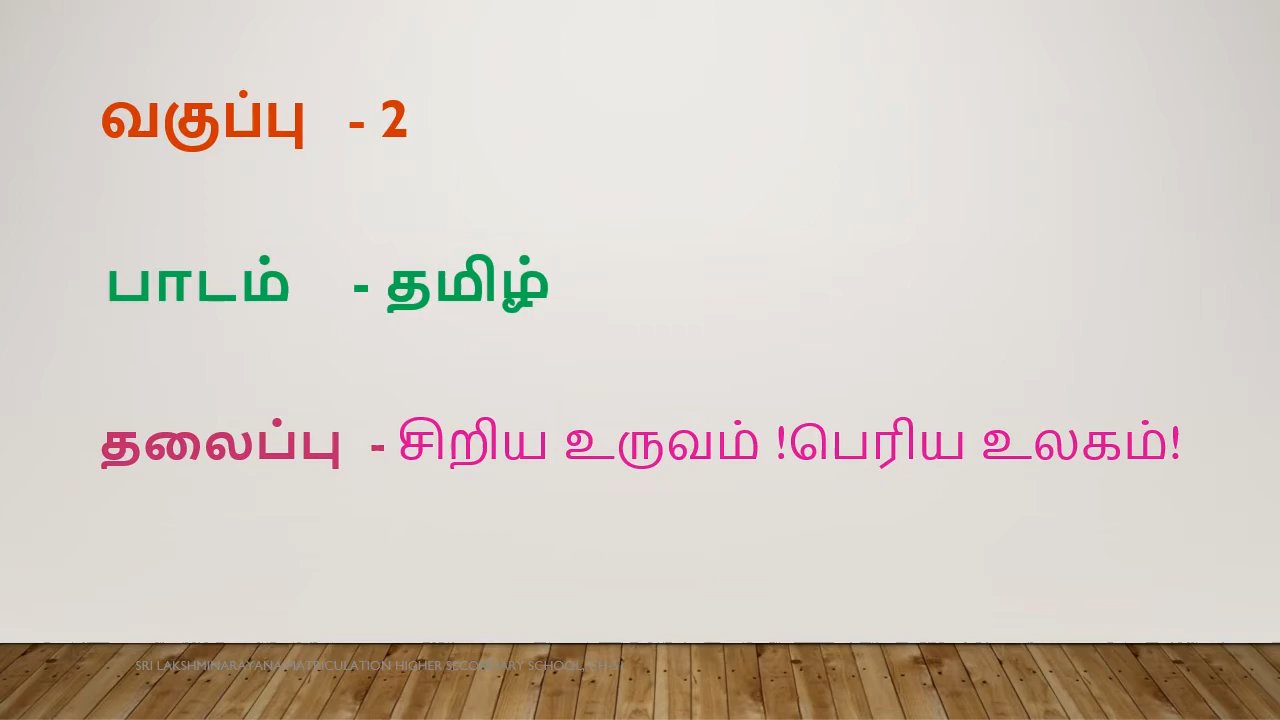 வகுப்பு - 2
பாடம் - தமிழ்
தலைப்பு - சிறிய உருவம் !பெரிய உலகம்!
SRI LAKSHMINARAYANA MATRICULATION HIGHER SECONDARY SCHOOL,